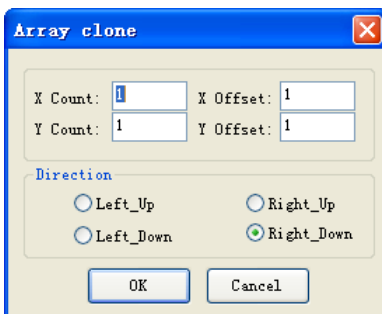 Array clone
X Count: 1 X Offset: 1
Y Count: 1 Y Offset: 1
Direction
Left_Up Right_Up
Left_Down Right_Down
OK Cancel